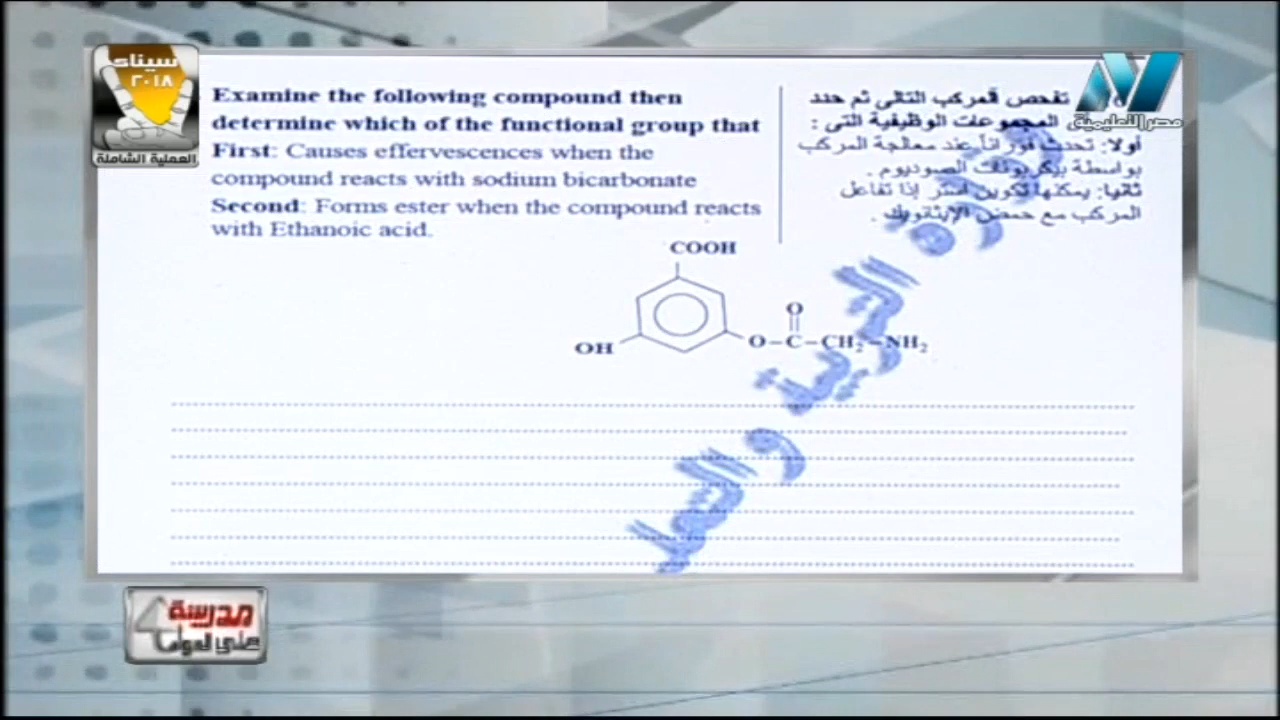 سيناء
٢٠١٨
العملية الشاملة
مصر التعليمية
Examine the following compound then
determine which of the functional group that
First: Causes effervescences when the
compound reacts with sodium bicarbonate
Second: Forms ester when the compound reacts
with Ethanoic acid.
تفحص المركب التالى ثم حدد
المجموعات الوظيفية التى :
أولا: تحدث فوراناً عند معالجة المركب
بواسطة بيكربونات الصوديوم .
ثانيا: يمكنها تكوين استر إذا تفاعل
المركب مع حمض الإيثانويك .
COOH
O
OH
O-C-CH2-NH2
وزارة التربية و التعل
مدرسة
على الهواء